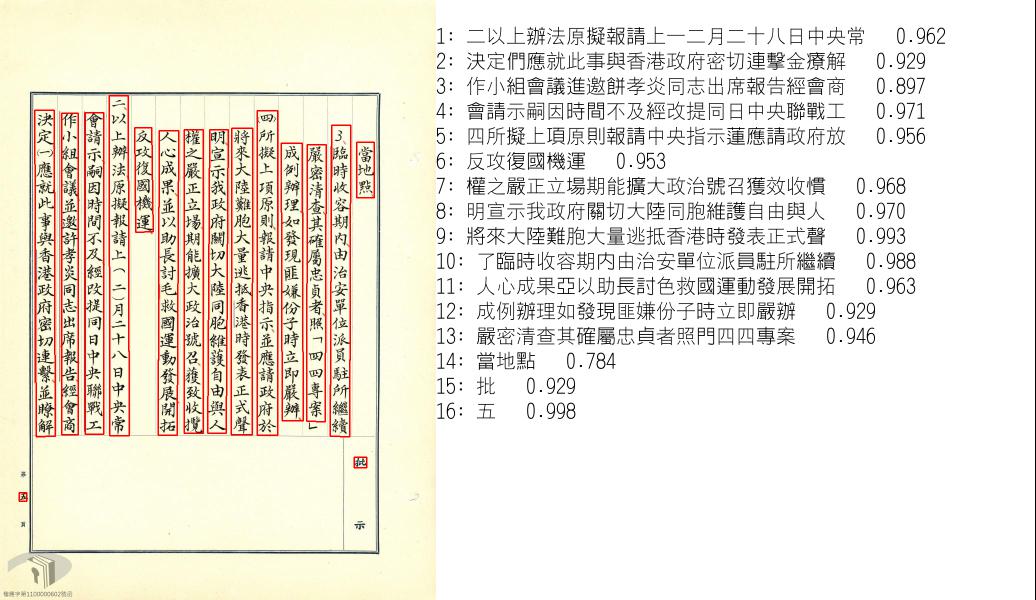 當地點
3、臨時收容期内由治安單位派員駐所繼續
嚴密清查其確屬忠貞者照「四四專案」
成例辦理如發現匪嫌份子時立即嚴辦
㈣所擬上項原則報請中央指示並應請政府於
將來大陸難胞大量逃抵香港時發表正式聲
明宣示我政府關切大陸同胞維護自由與人
權之嚴正立場期能擴大政治號召獲致收攬
人心成果並以助長討毛救國運動發展開拓
反攻復國機運
二、以上辦法原擬報請上(一二)月二十八日中央常
會請示嗣因時間不及經改提同日中央聯戰工
作小組會議並邀許孝炎同志出席報告經會商
決定㈠應就此事與香港政府密切連繫並瞭解
批示
第五頁
1: 二以上辦法原擬報請上一二月二十八日中央常 0.962
2: 決定們應就此事與香港政府密切連擊金療解 0.929
3: 作小組會議進邀餅孝炎同志出席報告經會商 0.897
4: 會請示嗣因時間不及經改提同日中央聯戰工 0.971
5: 四所擬上項原則報請中央指示蓮應請政府放 0.956
6: 反攻復國機運 0.953
7: 權之嚴正立場期能擴大政治號召獲效收慣 0.968
8: 明宣示我政府關切大陸同胞維護自由與人 0.970
9: 將來大陸難胞大量逃抵香港時發表正式聲 0.993
10: 了臨時收容期内由治安單位派員駐所繼續 0.988
11: 人心成果亞以助長討色救國運動發展開拓 0.963
12: 成例辦理如發現匪嫌份子時立即嚴辦 0.929
13: 嚴密清查其確屬忠貞者照門四四專案 0.946
14: 當地點 0.784
15: 批 0.929
16: 五 0.998